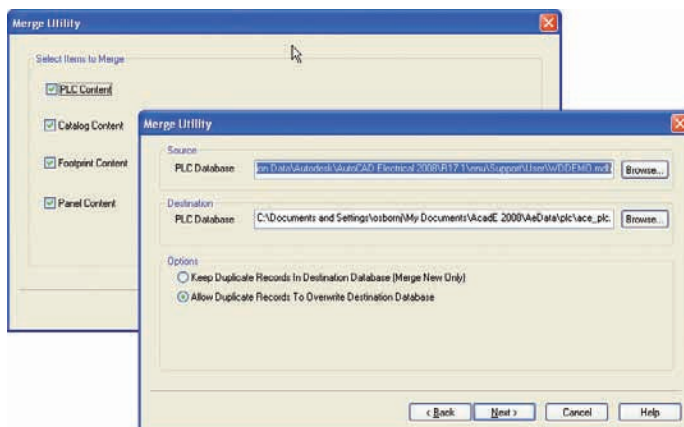 Merge Utility
Select Items to Merge
PLC Content
Catalog Content
Footprint Content
Panel Content
Merge Utility
Source
PLC Database
on Data\Autodesk\AutoCAD Electrical 2008\R17.1\enu\Support\User\WDDEMO.mdb
Browse...
Destination
PLC Database
C:\Documents and Settings\osbornj\My Documents\AcadE 2008\AeData\plc\ace_plc.
Browse...
Options
Keep Duplicate Records In Destination Database (Merge New Only)
Allow Duplicate Records To Overwrite Destination Database
< Back
Next >
Cancel
Help